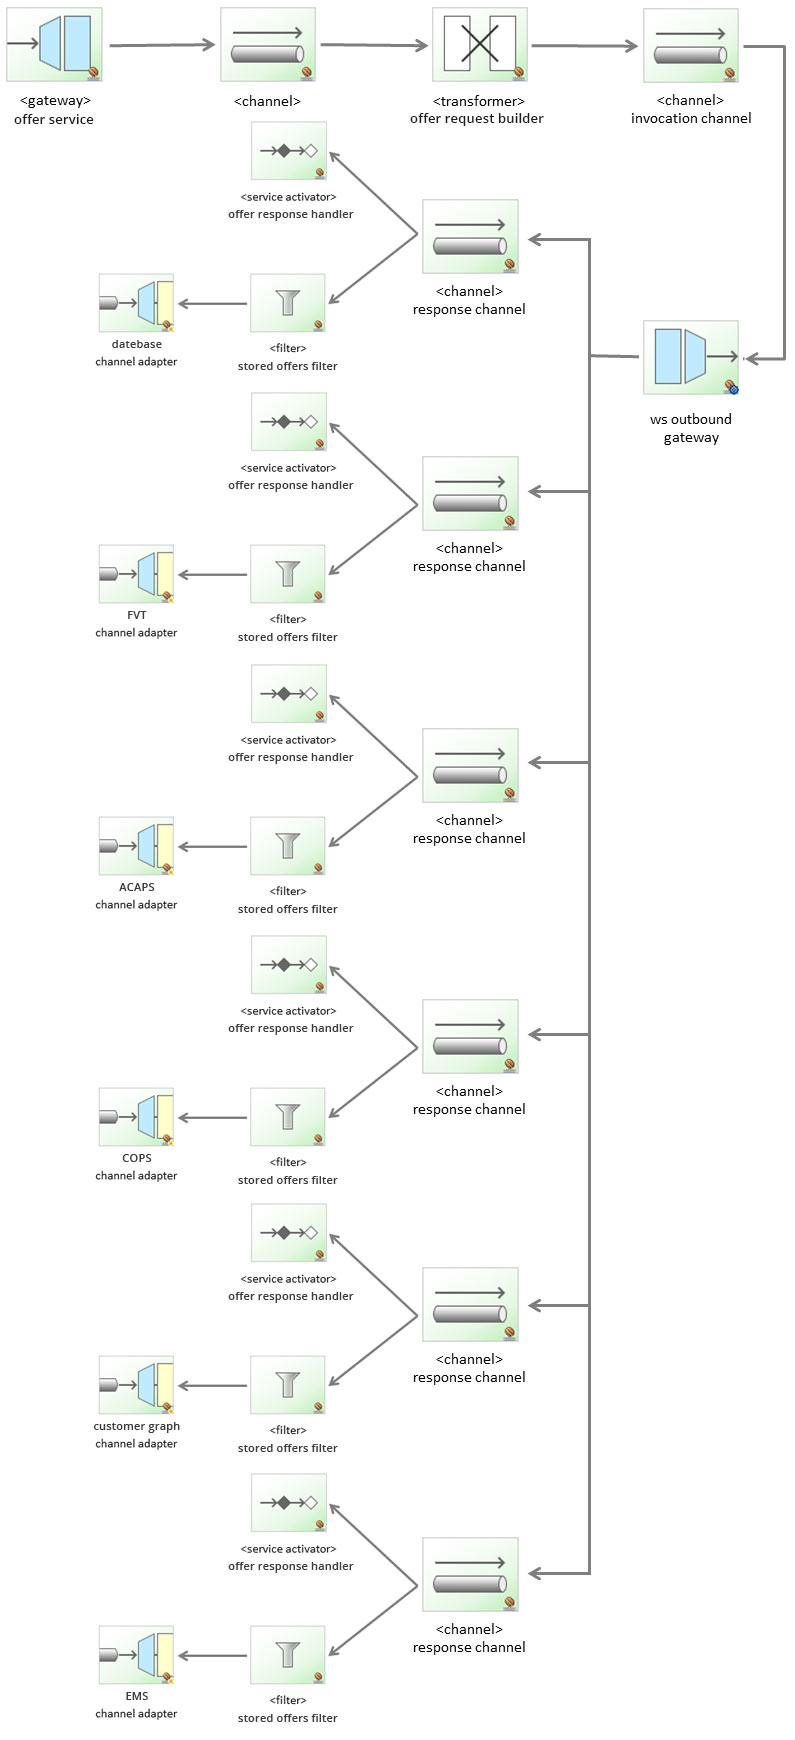 <gateway>
offer service
<channel>
<transformer>
offer request builder
<channel>
invocation channel
<service activator>
offer response handler
<channel>
response channel
datebase
channel adapter
<filter>
stored offers filter
ws outbound
gateway
<service activator>
offer response handler
<channel>
response channel
FVT
channel adapter
<filter>
stored offers filter
<service activator>
offer response handler
<channel>
response channel
ACAPS
channel adapter
<filter>
stored offers filter
<service activator>
offer response handler
<channel>
response channel
COPS
channel adapter
<filter>
stored offers filter
<service activator>
offer response handler
<channel>
response channel
customer graph
channel adapter
<filter>
stored offers filter
<service activator>
offer response handler
<channel>
response channel
EMS
channel adapter
<filter>
stored offers filter